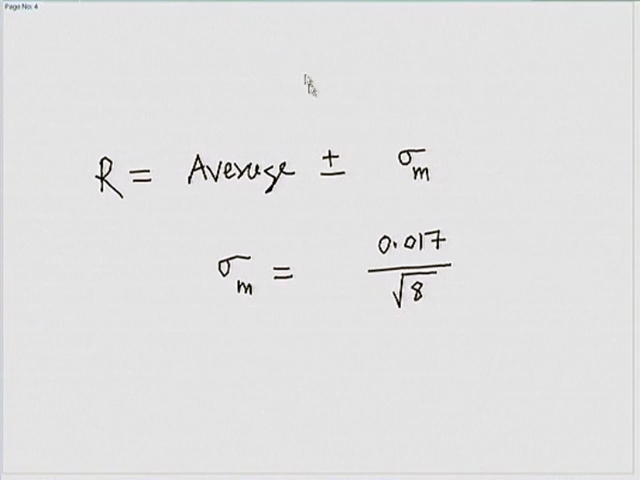 Page No: 4
R = Average ± σm
σm = 0.017 / √8